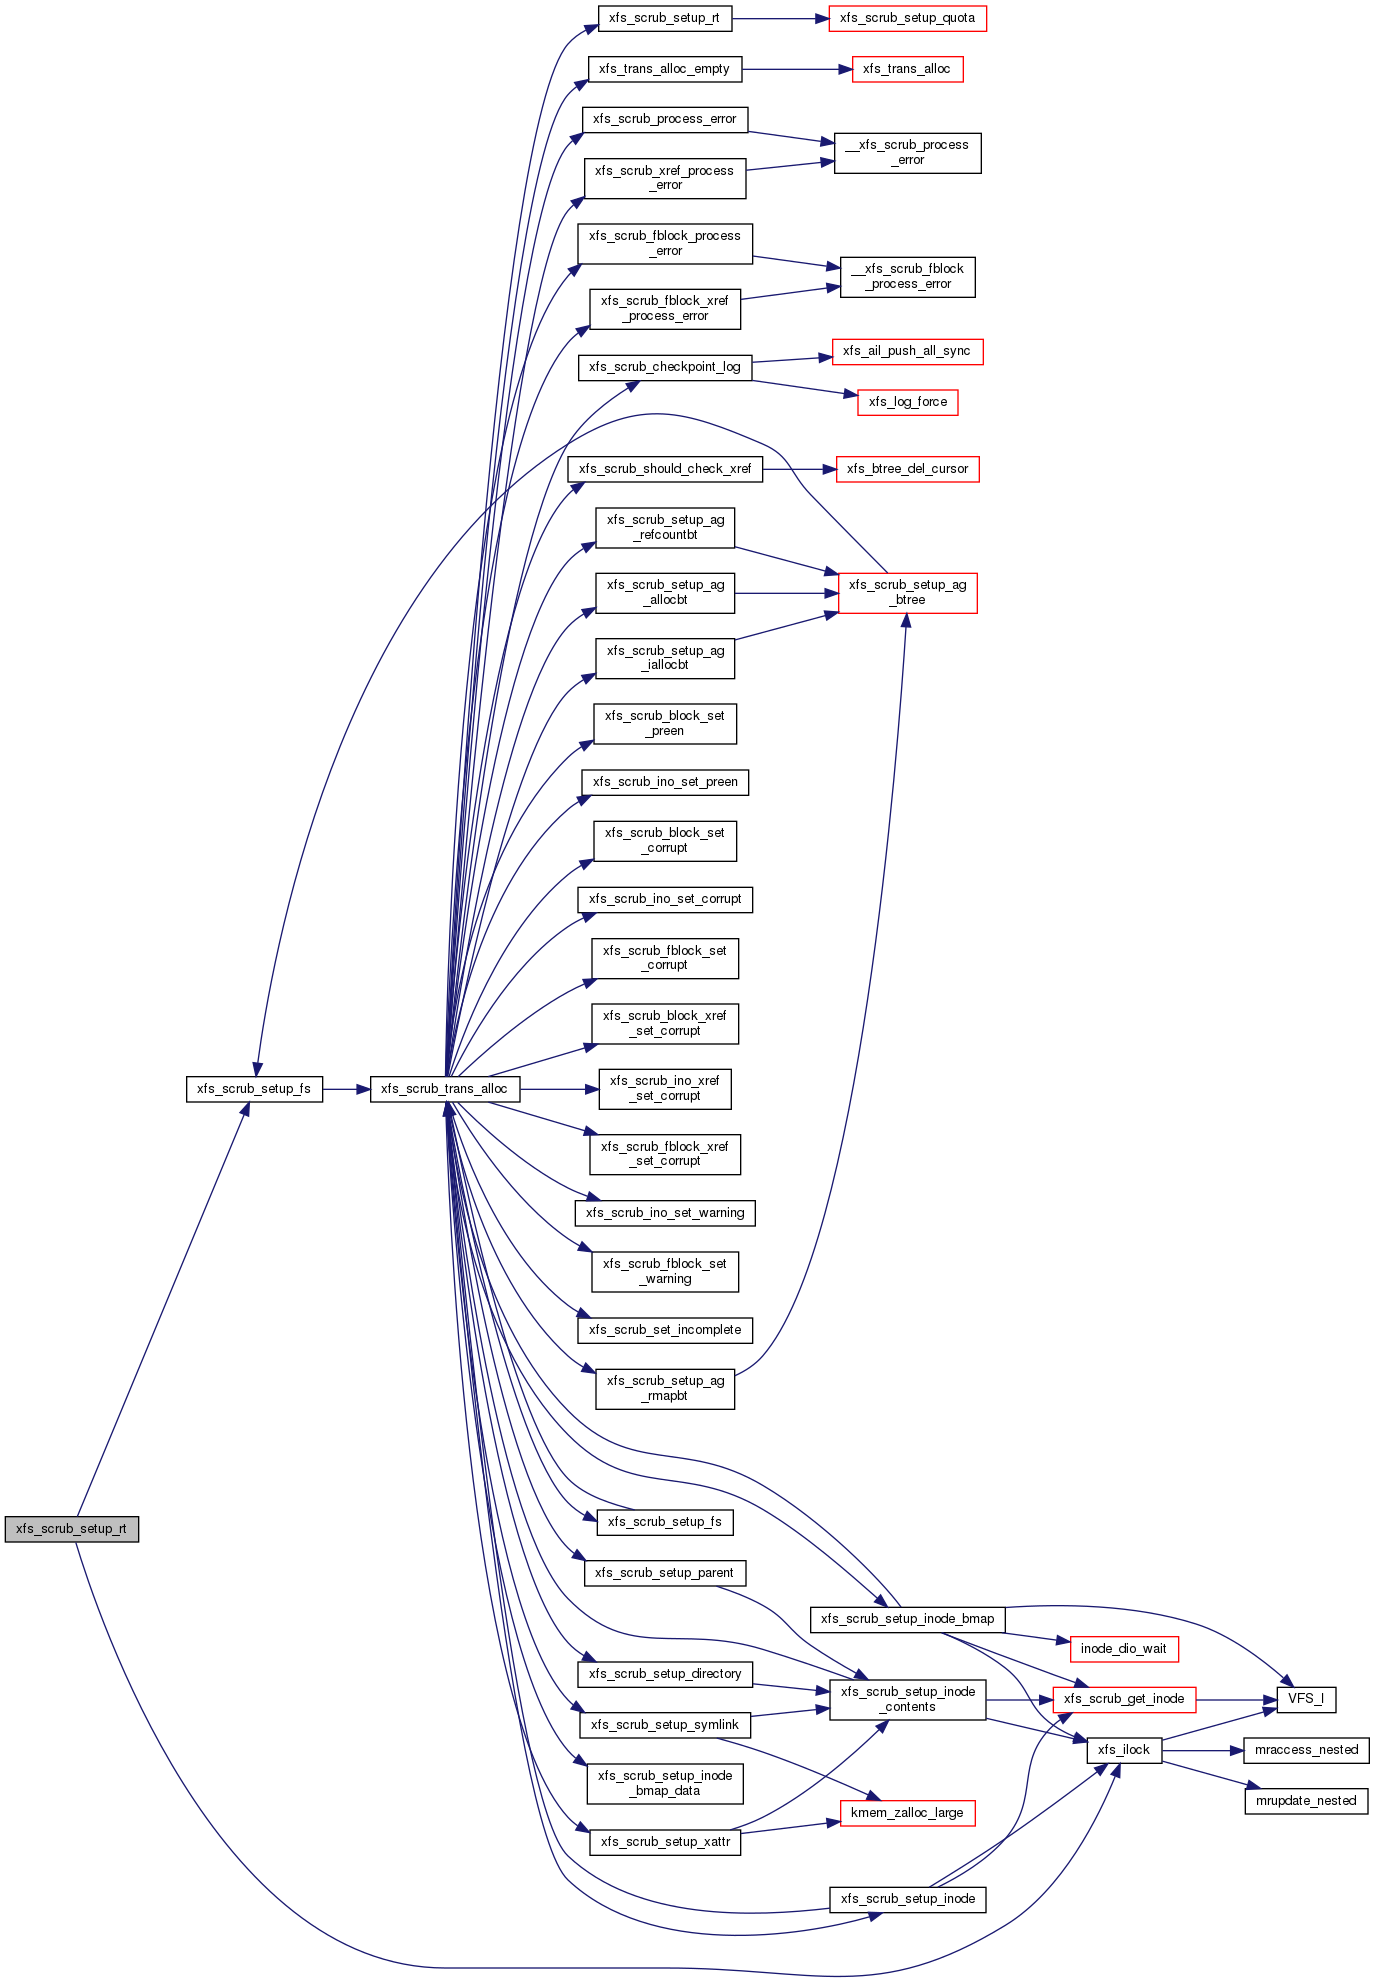 xfs_scrub_setup_rt
xfs_scrub_setup_quota
xfs_trans_alloc_empty
xfs_trans_alloc
xfs_scrub_process_error
__xfs_scrub_process
_error
xfs_scrub_xref_process
_error
xfs_scrub_fblock_process
_error
__xfs_scrub_fblock
_process_error
xfs_scrub_fblock_xref
_process_error
xfs_ail_push_all_sync
xfs_scrub_checkpoint_log
xfs_log_force
xfs_scrub_should_check_xref
xfs_btree_del_cursor
xfs_scrub_setup_ag
_refcountbt
xfs_scrub_setup_ag
_allocbt
xfs_scrub_setup_ag
_btree
xfs_scrub_setup_ag
_iallocbt
xfs_scrub_block_set
_preen
xfs_scrub_ino_set_preen
xfs_scrub_block_set
_corrupt
xfs_scrub_ino_set_corrupt
xfs_scrub_fblock_set
_corrupt
xfs_scrub_block_xref
_set_corrupt
xfs_scrub_setup_fs
xfs_scrub_trans_alloc
xfs_scrub_ino_xref
_set_corrupt
xfs_scrub_fblock_xref
_set_corrupt
xfs_scrub_ino_set_warning
xfs_scrub_fblock_set
_warning
xfs_scrub_set_incomplete
xfs_scrub_setup_ag
_rmapbt
xfs_scrub_setup_rt
xfs_scrub_setup_fs
xfs_scrub_setup_parent
xfs_scrub_setup_inode_bmap
inode_dio_wait
xfs_scrub_setup_directory
xfs_scrub_setup_inode
_contents
xfs_scrub_get_inode
VFS_I
xfs_scrub_setup_symlink
xfs_ilock
mraccess_nested
xfs_scrub_setup_inode
_bmap_data
mrupdate_nested
kmem_zalloc_large
xfs_scrub_setup_xattr
xfs_scrub_setup_inode